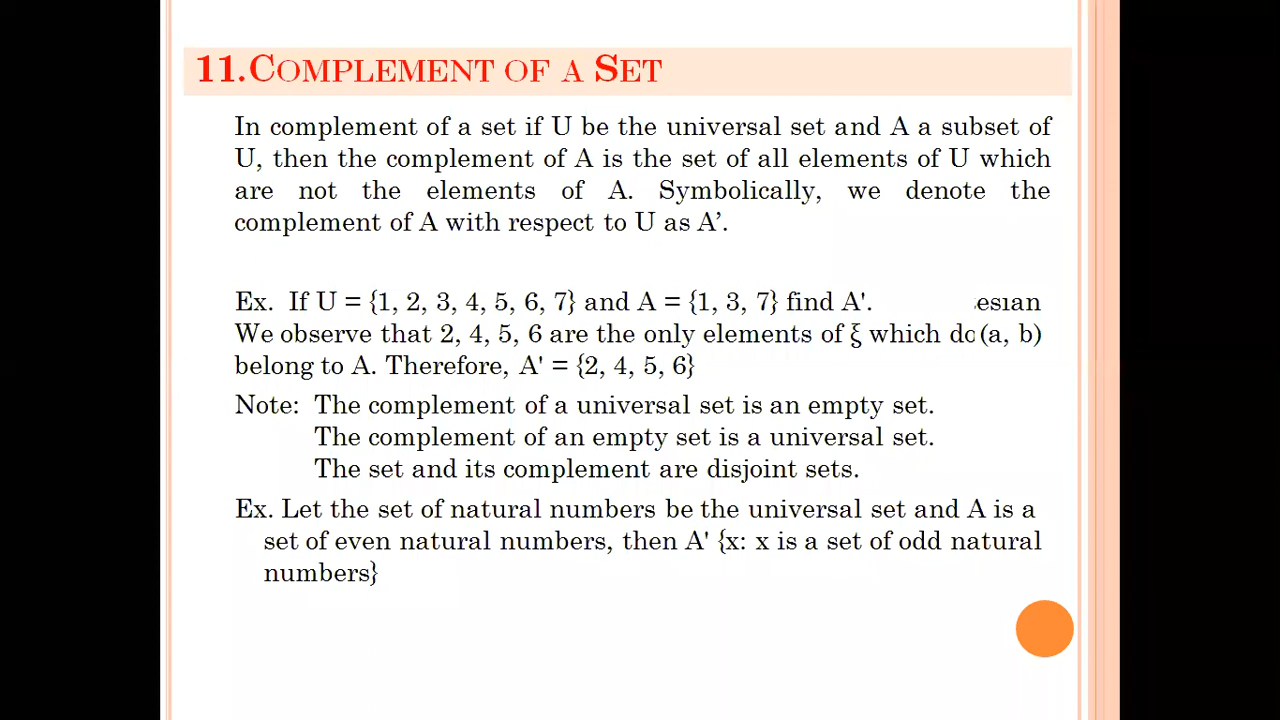 11.COMPLEMENT OF A SET
In complement of a set if U be the universal set and A a subset of
U, then the complement of A is the set of all elements of U which
are not the elements of A. Symbolically, we denote the
complement of A with respect to U as A’.
Ex. If U = {1, 2, 3, 4, 5, 6, 7} and A = {1, 3, 7} find A'. esian
We observe that 2, 4, 5, 6 are the only elements of ξ which do (a, b)
belong to A. Therefore, A' = {2, 4, 5, 6}
Note: The complement of a universal set is an empty set.
The complement of an empty set is a universal set.
The set and its complement are disjoint sets.
Ex. Let the set of natural numbers be the universal set and A is a
set of even natural numbers, then A' {x: x is a set of odd natural
numbers}